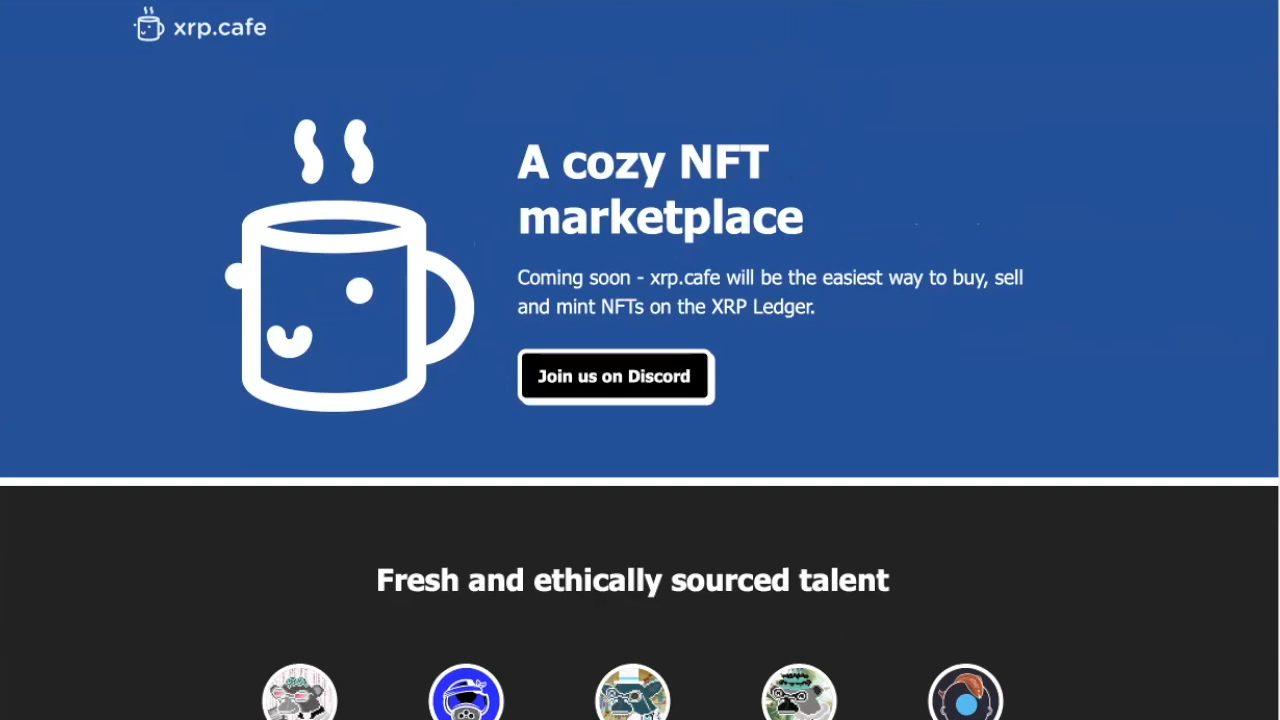 xrp.cafe
A cozy NFT
marketplace
Coming soon - xrp.cafe will be the easiest way to buy, sell
and mint NFTs on the XRP Ledger.
Join us on Discord
Fresh and ethically sourced talent